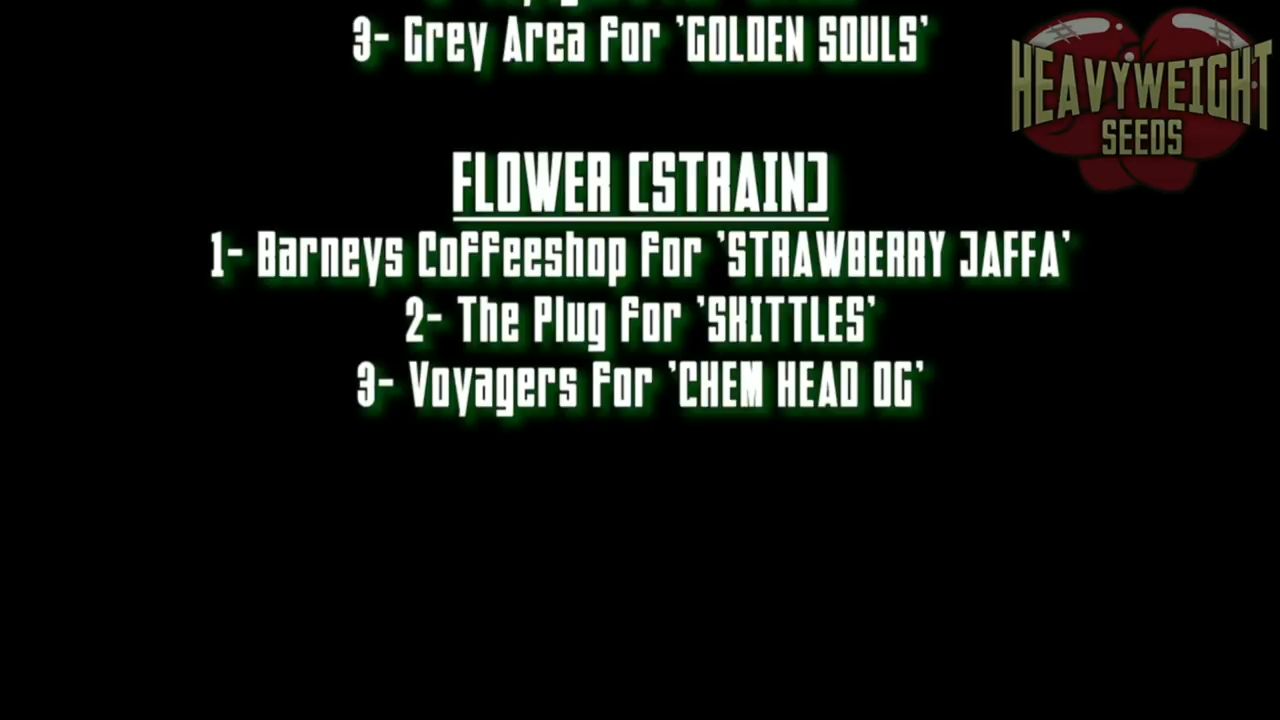 3- Grey Area For 'GOLDEN SOULS'
HEAVYWEIGHT
SEEDS
FLOWER [STRAIN]
1- Barneys Coffeeshop For 'STRAWBERRY JAFFA'
2- The Plug For 'SKITTLES'
3- Voyagers For 'CHEM HEAD OG'